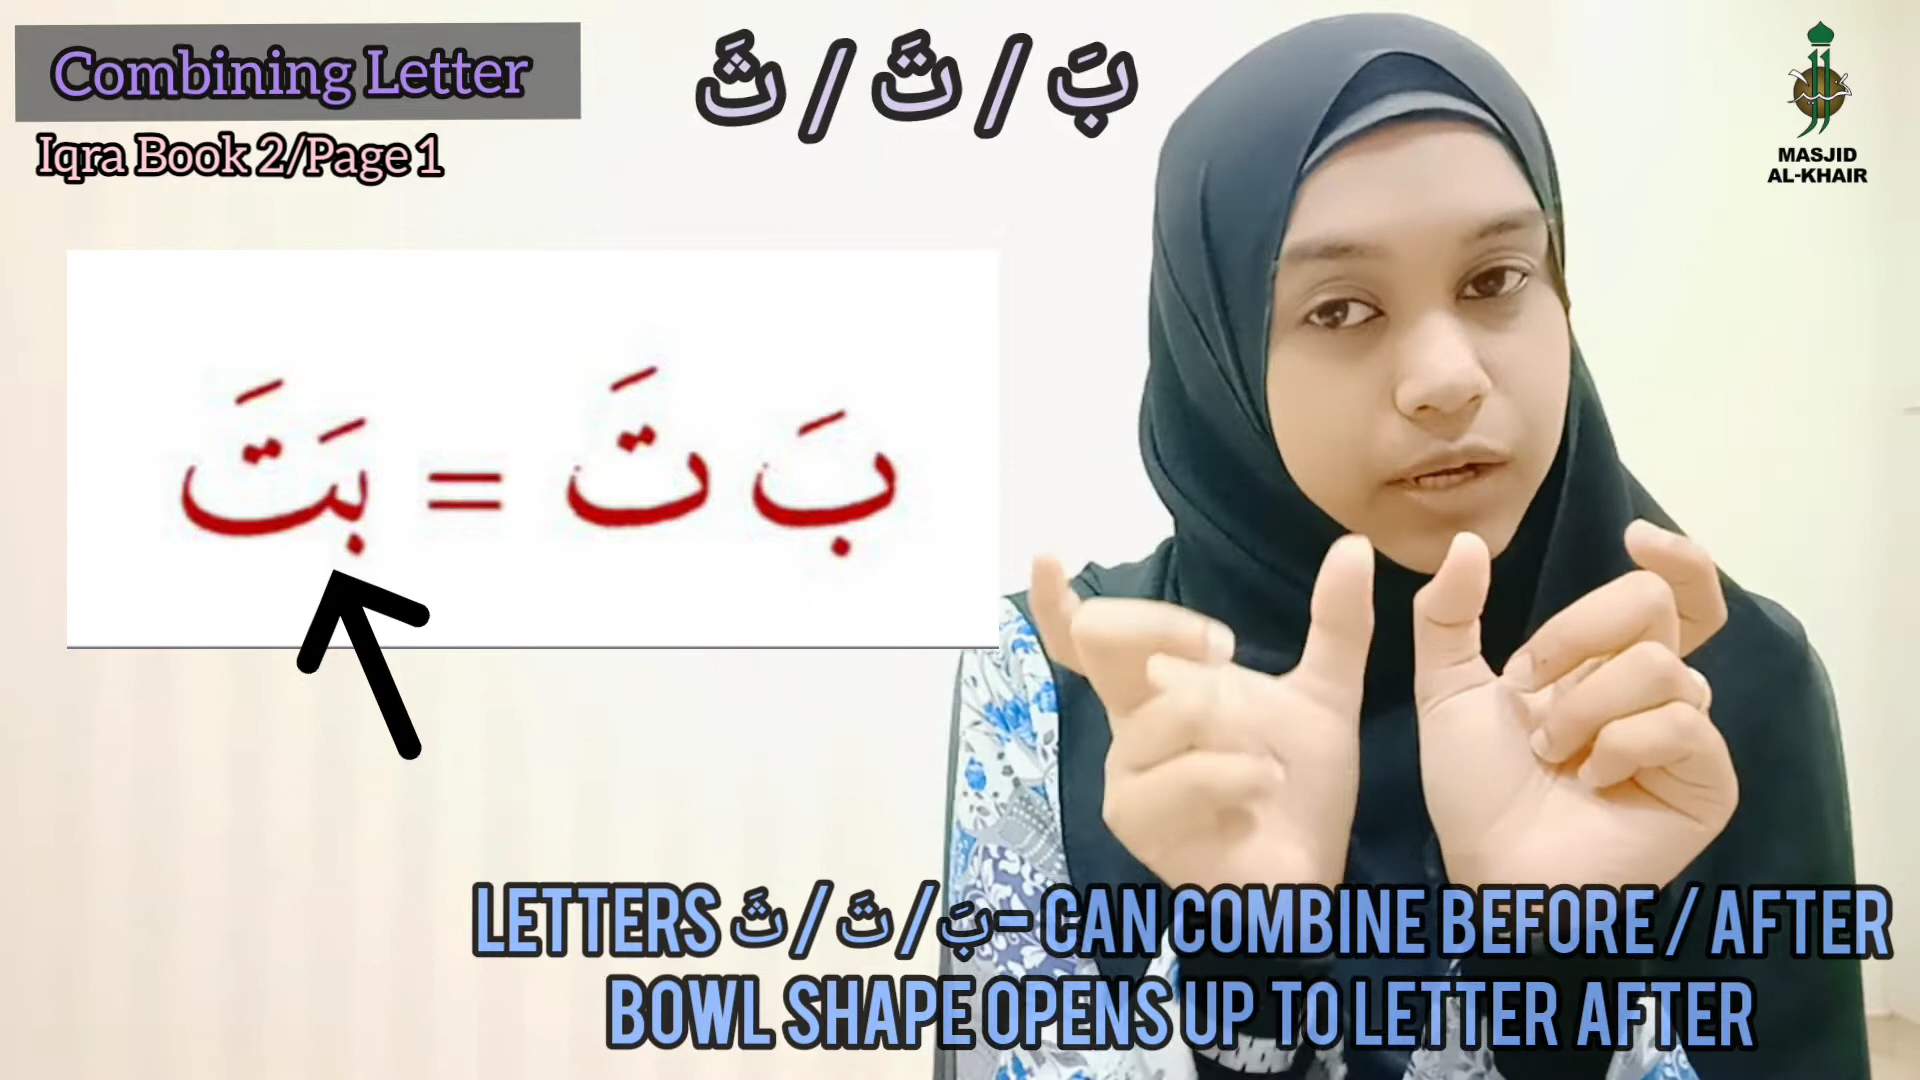 Combining Letter
Iqra Book 2/Page 1
بَ / تَ / ثَ
MASJID
AL-KHAIR
بَ تَ = بَتَ
LETTERS بَ / تَ / ثَ - CAN COMBINE BEFORE / AFTER
BOWL SHAPE OPENS UP TO LETTER AFTER